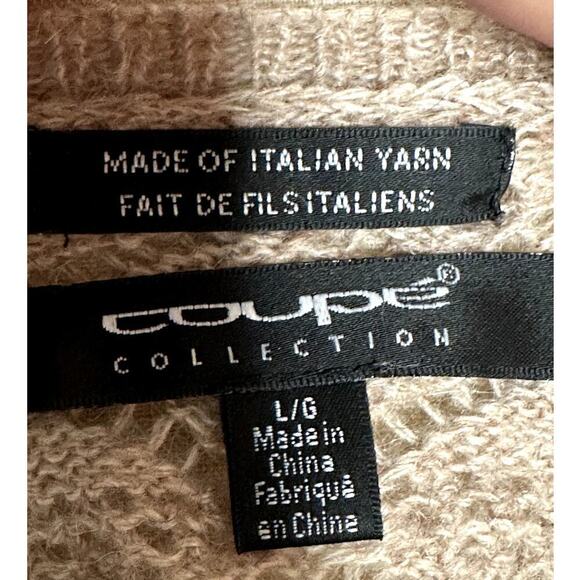 MADE OF ITALIAN YARN
FAIT DE FILS ITALIENS
coupé®
COLLECTION
L/G
Made in
China
Fabriqué
en Chine